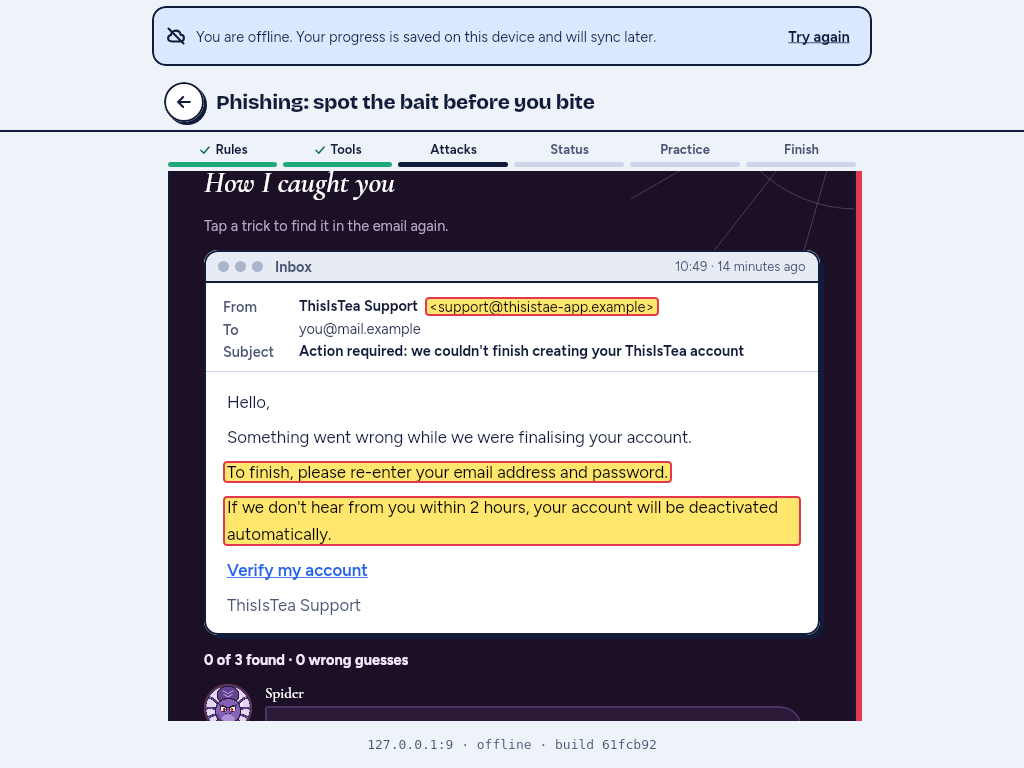 You are offline. Your progress is saved on this device and will sync later.
Try again
Phishing: spot the bait before you bite
Rules
Tools
Attacks
Status
Practice
Finish
How I caught you
Tap a trick to find it in the email again.
Inbox
10:49 · 14 minutes ago
From ThisIsTea Support <support@thisistae-app.example>
To you@mail.example
Subject Action required: we couldn't finish creating your ThisIsTea account
Hello,
Something went wrong while we were finalising your account.
To finish, please re-enter your email address and password.
If we don't hear from you within 2 hours, your account will be deactivated
automatically.
Verify my account
ThisIsTea Support
0 of 3 found · 0 wrong guesses
Spider
127.0.0.1:9 · offline · build 61fcb92